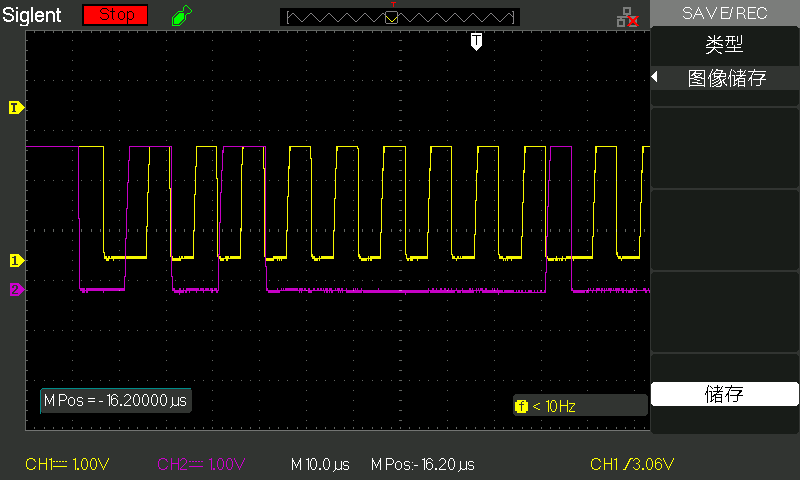 Siglent
Stop
T
SAVE/REC
类型
图像储存
T
1
2
M Pos = -16.20000 µs
f < 10Hz
储存
CH1 1.00V
CH2 1.00V
M 10.0 µs
M Pos:-16.20 µs
CH1 3.06V